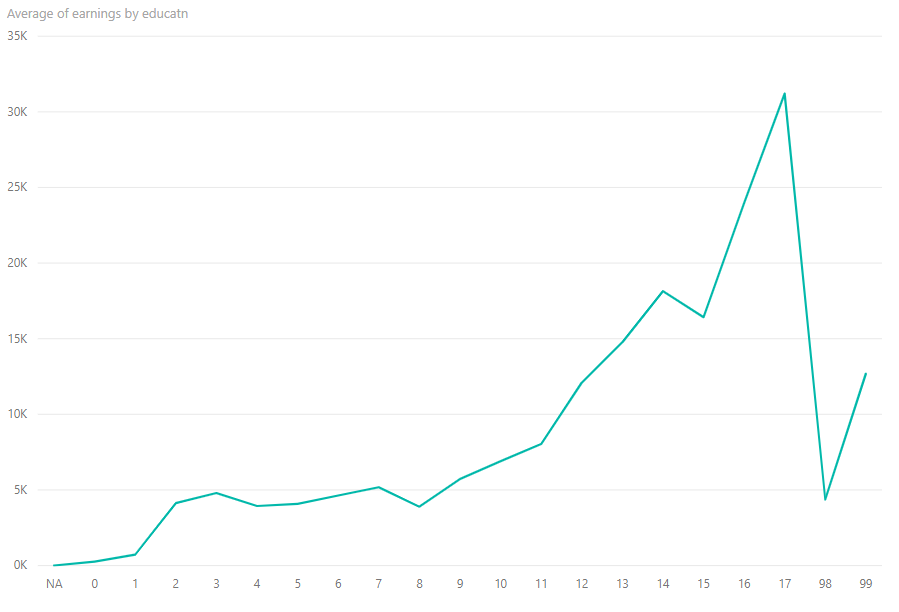 Average of earnings by educatn
35K
30K
25K
20K
15K
10K
5K
0K
NA 0 1 2 3 4 5 6 7 8 9 10 11 12 13 14 15 16 17 98 99